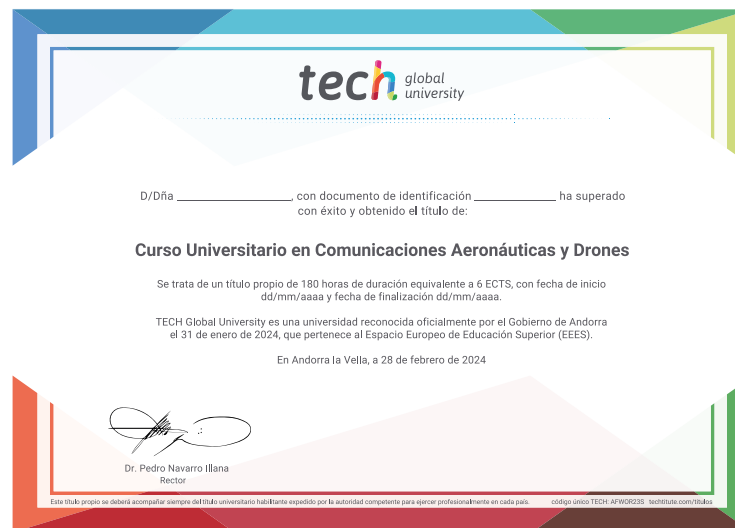 tech global
university
D/Dña ____________________, con documento de identificación ______________ ha superado
con éxito y obtenido el título de:
Curso Universitario en Comunicaciones Aeronáuticas y Drones
Se trata de un título propio de 180 horas de duración equivalente a 6 ECTS, con fecha de inicio
dd/mm/aaaa y fecha de finalización dd/mm/aaaa.
TECH Global University es una universidad reconocida oficialmente por el Gobierno de Andorra
el 31 de enero de 2024, que pertenece al Espacio Europeo de Educación Superior (EEES).
En Andorra la Vella, a 28 de febrero de 2024
Dr. Pedro Navarro Illana
Rector
Este título propio se deberá acompañar siempre del título universitario habilitante expedido por la autoridad competente para ejercer profesionalmente en cada país. código único TECH: AFWOR23S techtitute.com/titulos